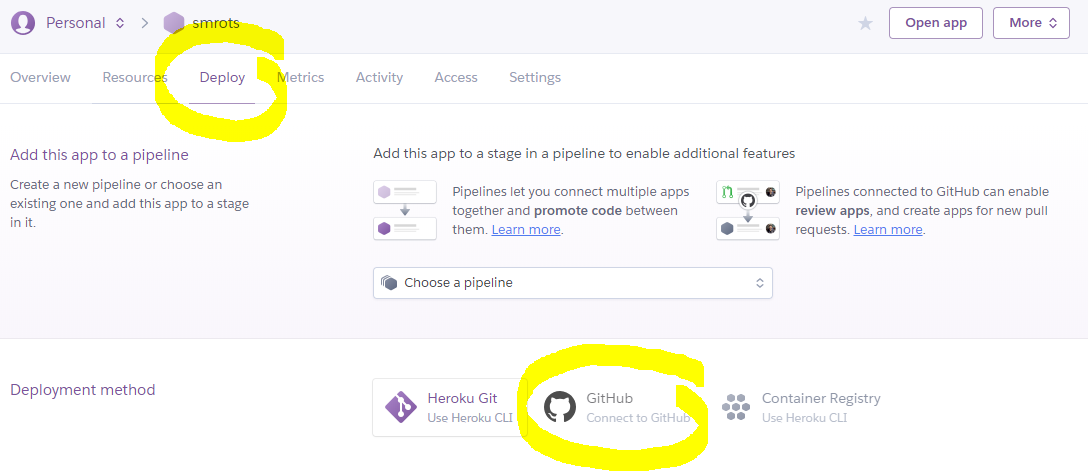 Personal
smrots
Open app
More
Overview
Resources
Deploy
Metrics
Activity
Access
Settings
Add this app to a pipeline
Create a new pipeline or choose an
existing one and add this app to a stage
in it.
Add this app to a stage in a pipeline to enable additional features
Pipelines let you connect multiple apps
together and promote code between
them. Learn more.
Pipelines connected to GitHub can enable
review apps, and create apps for new pull
requests. Learn more.
Choose a pipeline
Deployment method
Heroku Git
Use Heroku CLI
GitHub
Connect to GitHub
Container Registry
Use Heroku CLI